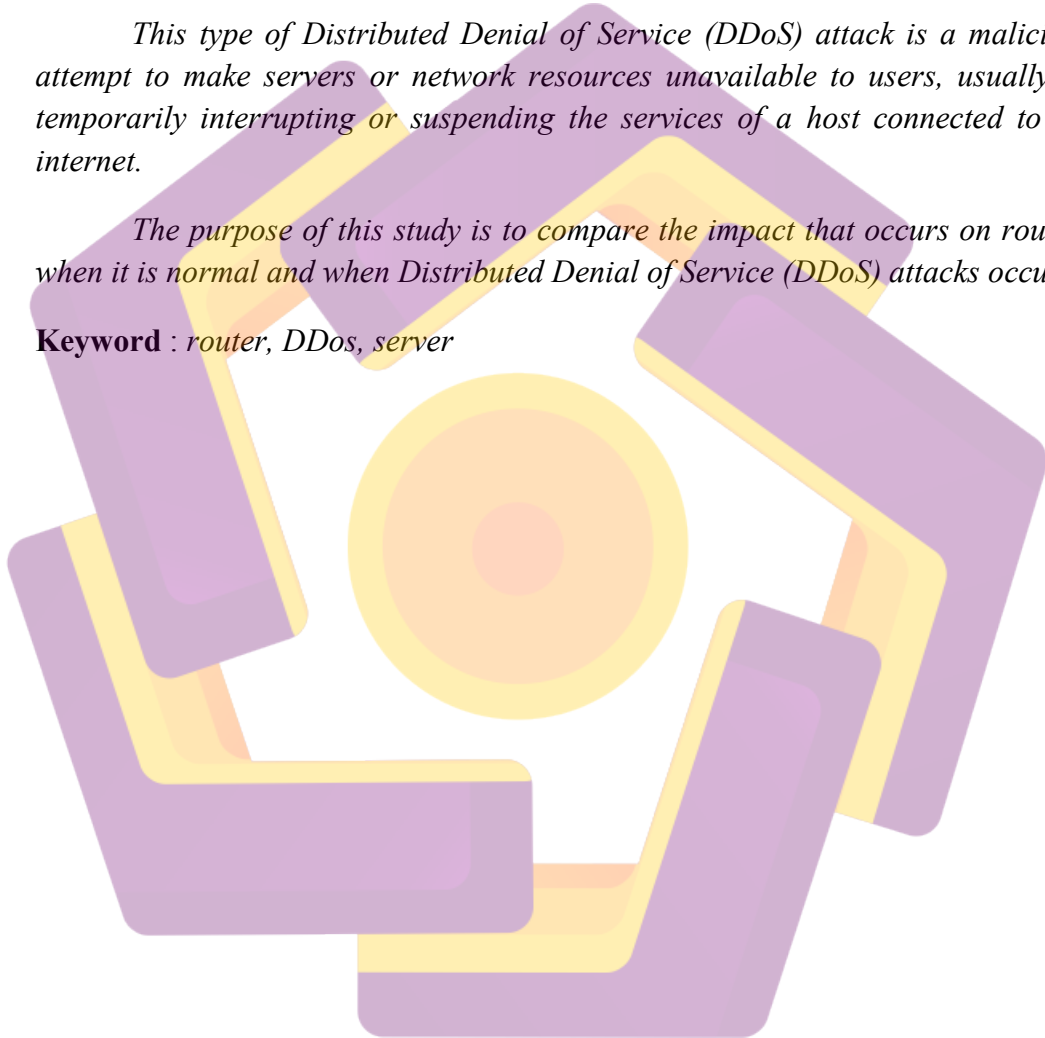 This type of Distributed Denial of Service (DDoS) attack is a malici
attempt to make servers or network resources unavailable to users, usually
temporarily interrupting or suspending the services of a host connected to
internet.
The purpose of this study is to compare the impact that occurs on rou
when it is normal and when Distributed Denial of Service (DDoS) attacks occu
Keyword : router, DDos, server